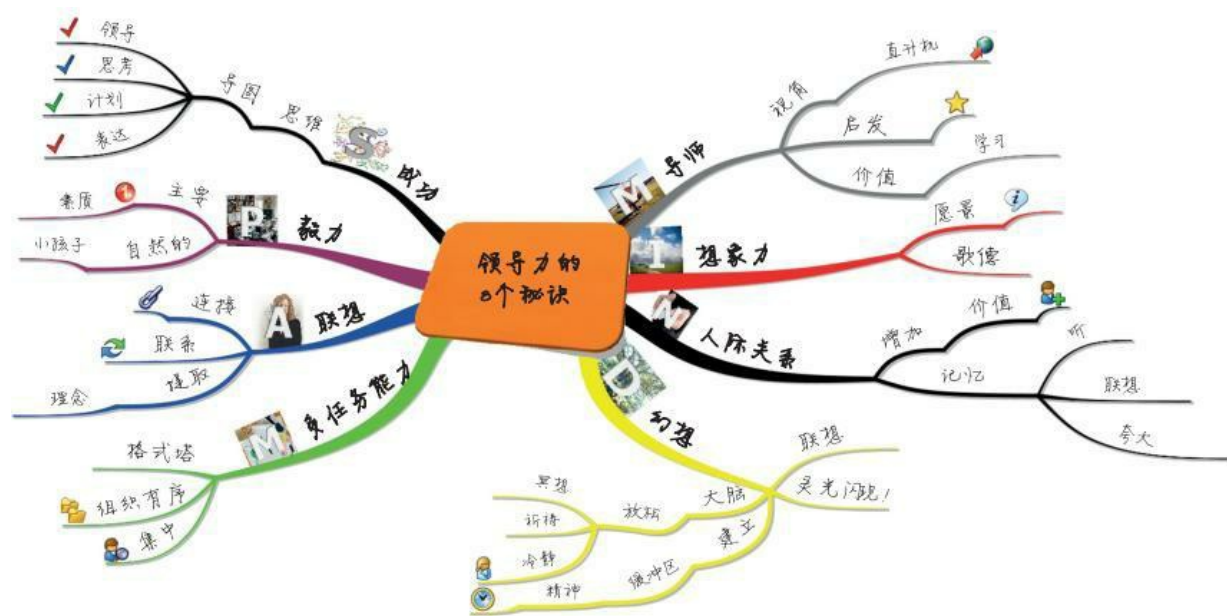 领导力的
8个秘诀
M
导师
视角
直升机
启发
价值
学习
I
想象力
愿景
歌德
N
人际关系
增加
价值
记忆
听
联想
夸大
D
幻想
联想
灵光闪现！
大脑
放松
冥想
祈祷
冷静
建立
缓冲区
精神
M
多任务能力
格式塔
组织有序
集中
A
联想
连接
联系
提取
理念
P
毅力
主要
素质
自然的
小孩子
S
成功
思维
导图
领导
思考
计划
表达